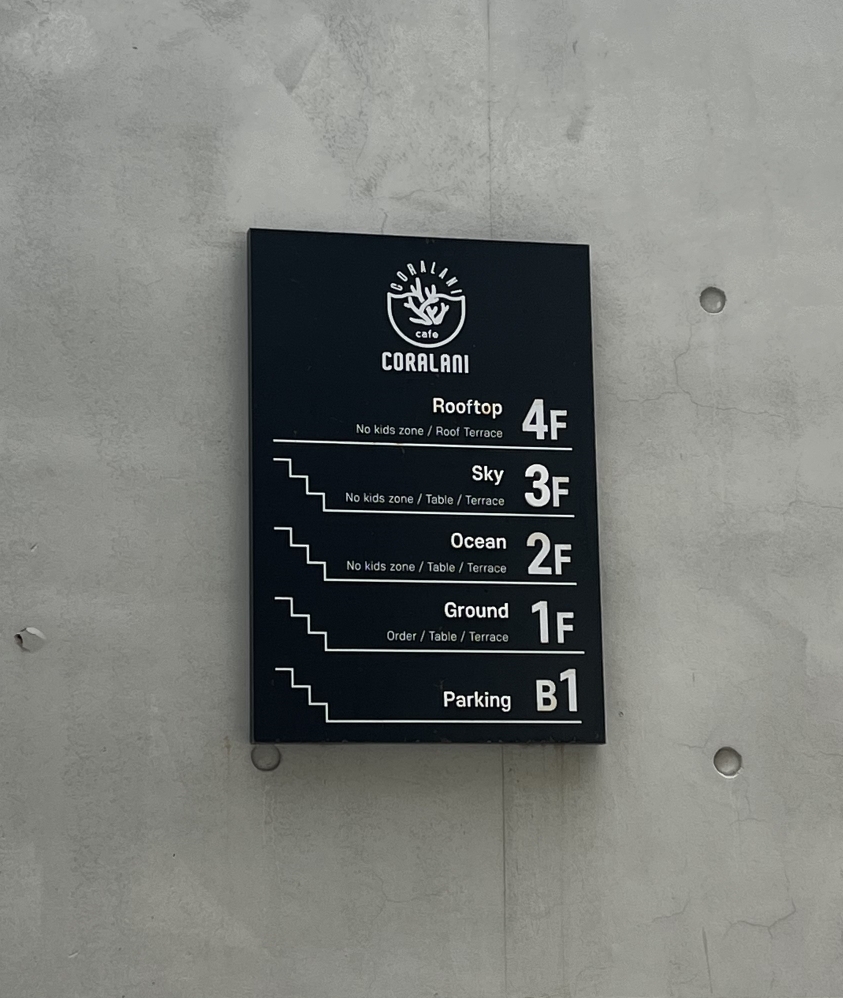 CORALANI
cafe
CORALANI
Rooftop 4F
No kids zone / Roof Terrace
Sky 3F
No kids zone / Table / Terrace
Ocean 2F
No kids zone / Table / Terrace
Ground 1F
Order / Table / Terrace
Parking B1